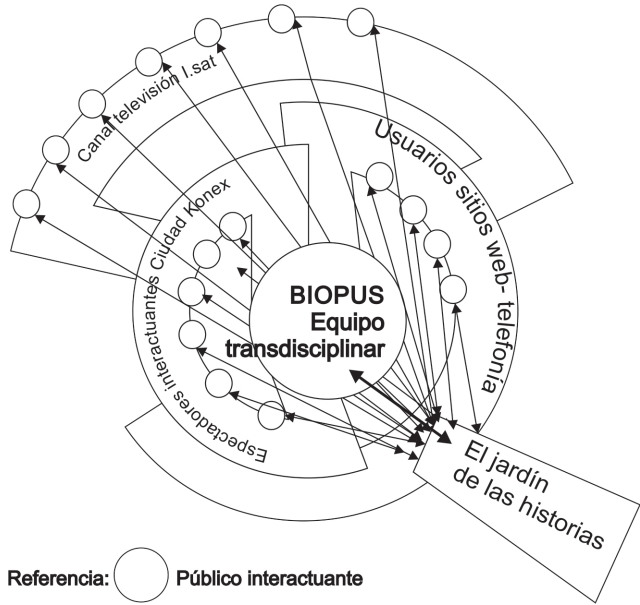 Canal televisión I.sat
Usuarios sitios web- telefonía
Espectadores interactuantes Ciudad Konex
BIOPUS
Equipo
transdisciplinar
El jardín
de las historias
Referencia:
Público interactuante